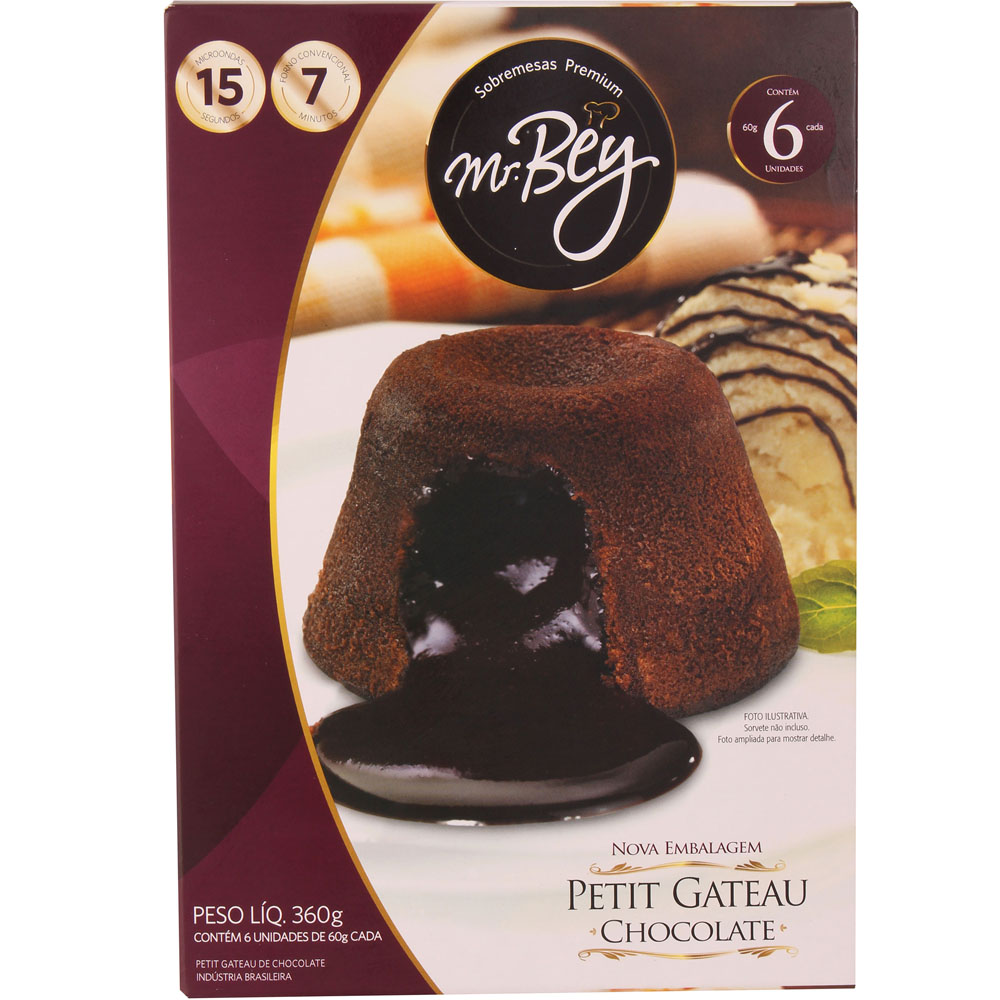 MICROONDAS
15
SEGUNDOS
FORNO CONVENCIONAL
7
MINUTOS
Sobremesas Premium
Mr. Bey
CONTÉM
60g 6 cada
UNIDADES
FOTO ILUSTRATIVA.
Sorvete não incluso.
Foto ampliada para mostrar detalhe.
NOVA EMBALAGEM
PETIT GATEAU
CHOCOLATE
PESO LÍQ. 360g
CONTÉM 6 UNIDADES DE 60g CADA
PETIT GATEAU DE CHOCOLATE
INDÚSTRIA BRASILEIRA